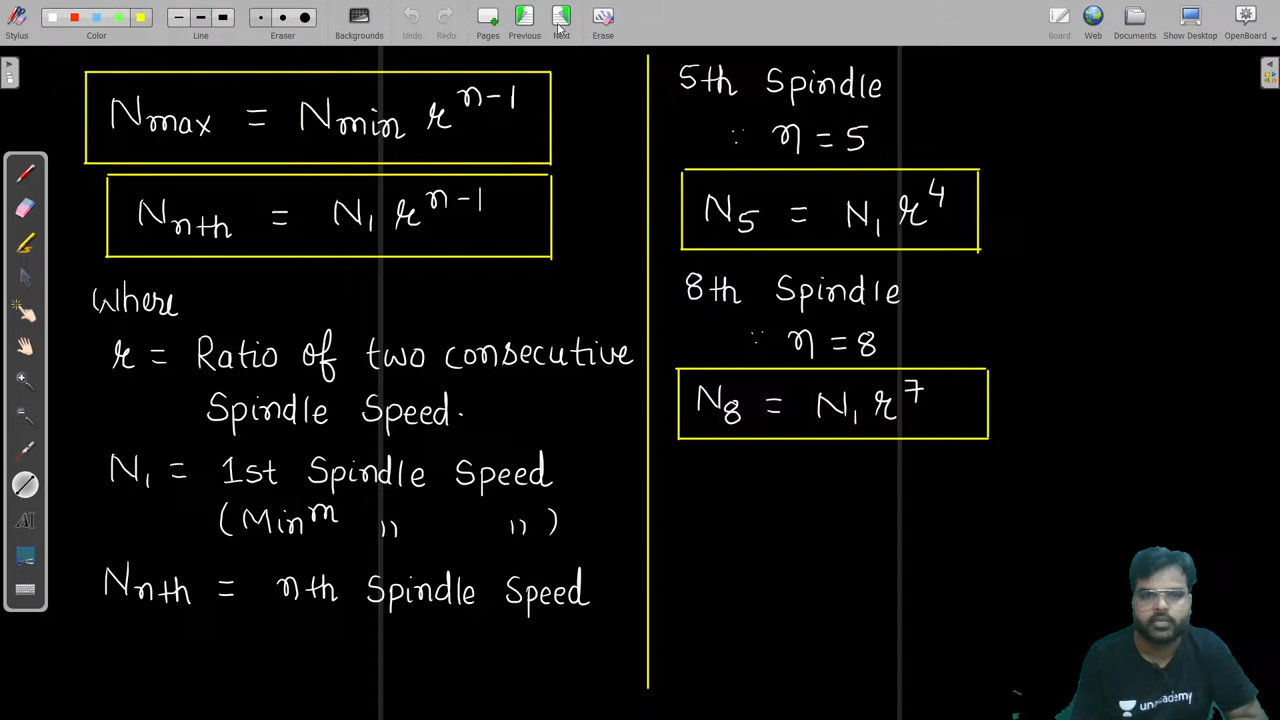 Stylus Color Line Eraser Backgrounds Undo Redo Pages Previous Next Erase Board Web Documents Show Desktop OpenBoard
Nmax = Nmin r^n-1
Nnth = N1 r^n-1
where
r = Ratio of two consecutive
Spindle Speed.
N1 = 1st Spindle Speed
(Min^m " ")
Nnth = nth Spindle Speed
5th Spindle
∵ n = 5
N5 = N1 r^4
8th Spindle
∵ n = 8
N8 = N1 r^7
AI
unacademy